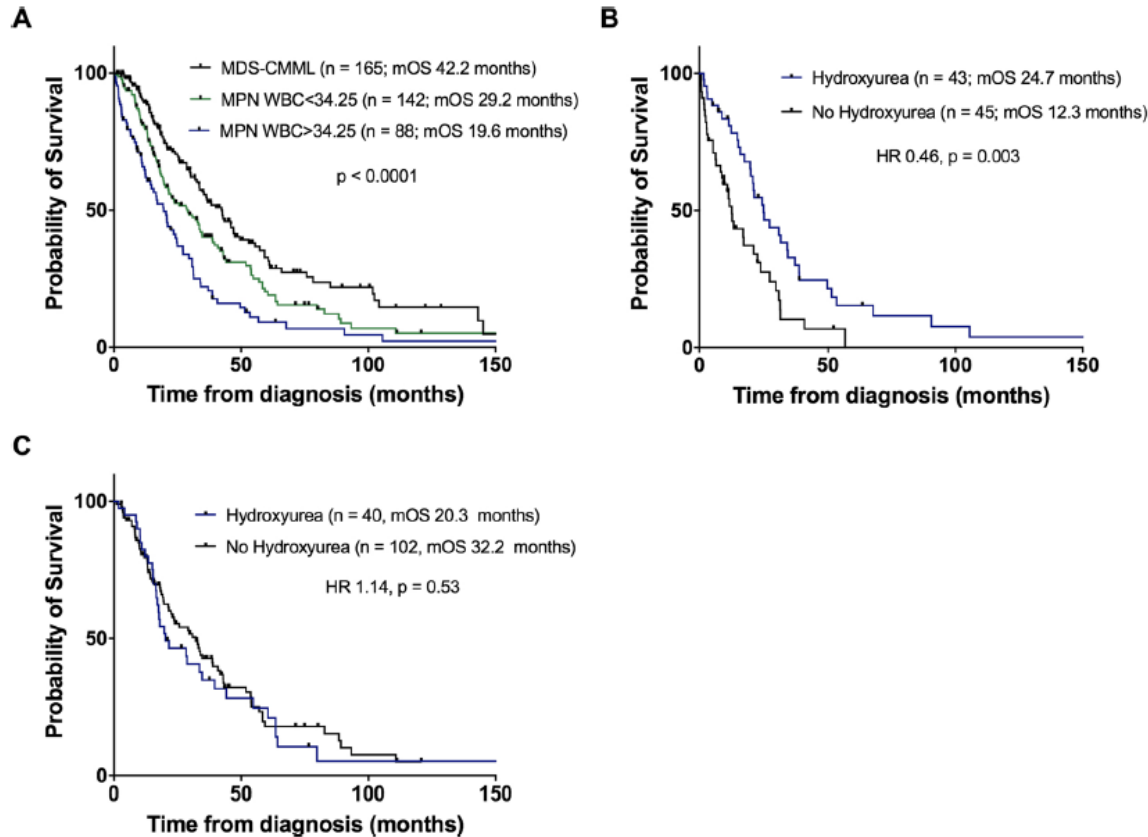 A
MDS-CMML (n = 165; mOS 42.2 months)
MPN WBC<34.25 (n = 142; mOS 29.2 months)
MPN WBC>34.25 (n = 88; mOS 19.6 months)
p < 0.0001
Probability of Survival
100
50
0
0 50 100 150
Time from diagnosis (months)
B
Hydroxyurea (n = 43; mOS 24.7 months)
No Hydroxyurea (n = 45; mOS 12.3 months)
HR 0.46, p = 0.003
Probability of Survival
100
50
0
0 50 100 150
Time from diagnosis (months)
C
Hydroxyurea (n = 40, mOS 20.3 months)
No Hydroxyurea (n = 102, mOS 32.2 months)
HR 1.14, p = 0.53
Probability of Survival
100
50
0
0 50 100 150
Time from diagnosis (months)